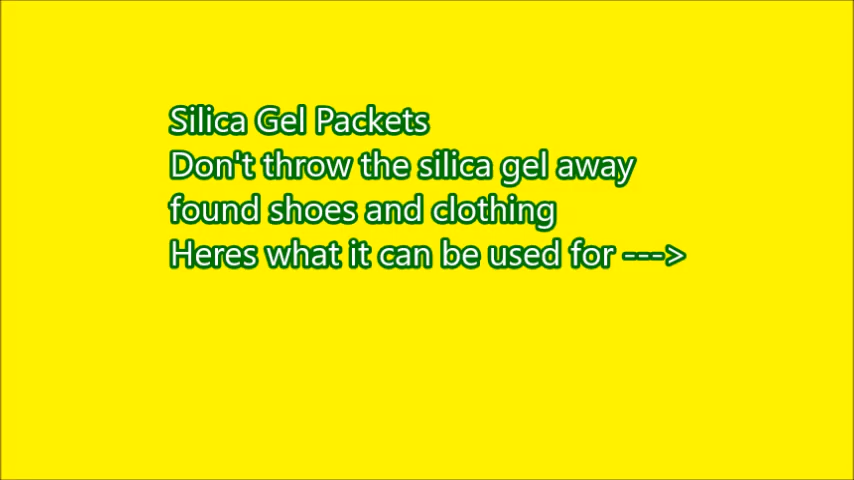 Silica Gel Packets
Don't throw the silica gel away
found shoes and clothing
Heres what it can be used for --->